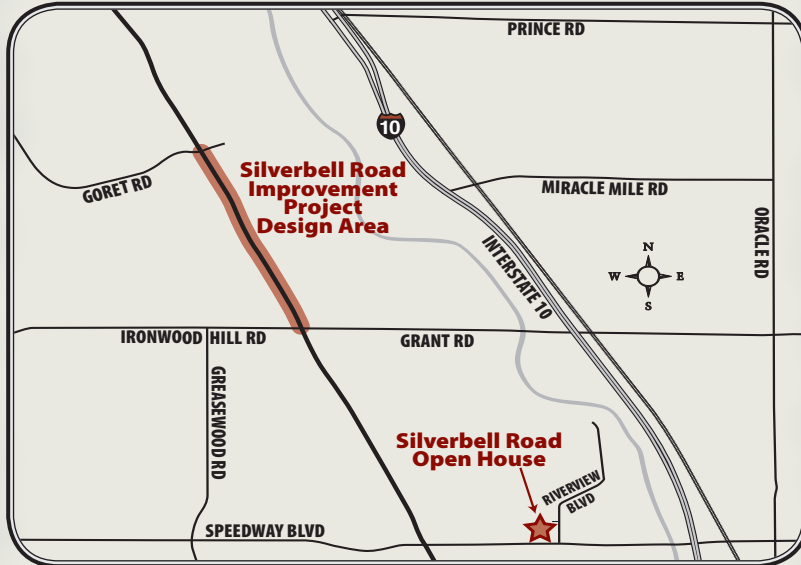 PRINCE RD
10
GORET RD
Silverbell Road
Improvement
Project
Design Area
MIRACLE MILE RD
ORACLE RD
INTERSTATE 10
N
W E
S
IRONWOOD HILL RD
GRANT RD
GREASEWOOD RD
Silverbell Road
Open House
RIVERVIEW
BLVD
SPEEDWAY BLVD